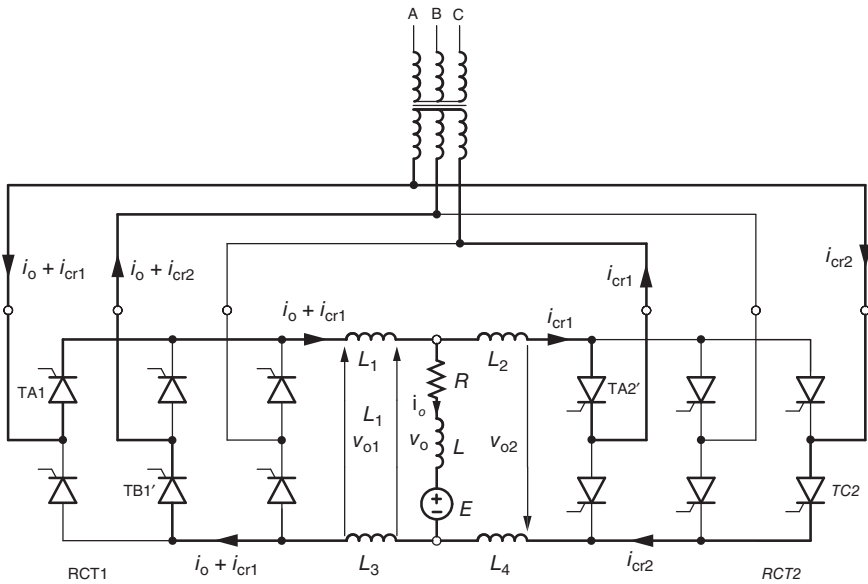 A B C
i_o + i_cr1
i_o + i_cr2
i_cr1
i_cr2
i_o + i_cr1
i_cr1
L_1
L_2
R
TA1
TA2′
i_o
L_1
v_o1
v_o
L
v_o2
TB1′
+
−
E
TC2
i_o + i_cr1
L_3
L_4
i_cr2
RCT1
RCT2